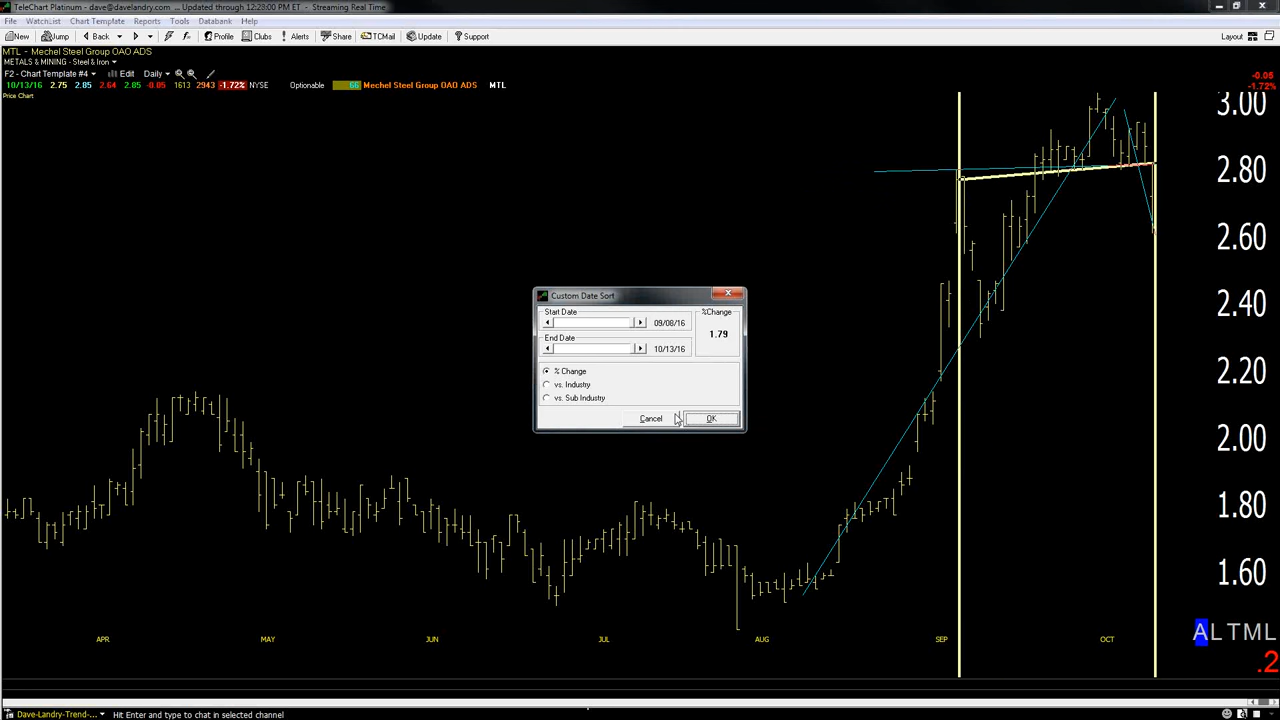 TeleChart Platinum - dave@davelandry.com ... Updated through 12:28:00 PM ET - Streaming Real Time
File WatchList Chart Template Reports Tools Databank Help
New Jump Back Profile Clubs Alerts Share TCMail Update Support Layout
MTL - Mechel Steel Group OAO ADS
METALS & MINING - Steel & Iron
F2 - Chart Template #4 Edit Daily
10/13/16 2.75 2.85 2.64 2.85 -0.05 1613 2943 -1.72% NYSE Optionable 66 Mechel Steel Group OAO ADS MTL
-0.05
-1.72%
Price Chart
3.00
2.80
2.60
2.40
2.20
2.00
1.80
1.60
Custom Date Sort
Start Date
09/08/16
%Change
1.79
End Date
10/13/16
% Change
vs. Industry
vs. Sub Industry
Cancel OK
APR MAY JUN JUL AUG SEP OCT
ALTML
.2
Dave-Landry-Trend-... Hit Enter and type to chat in selected channel